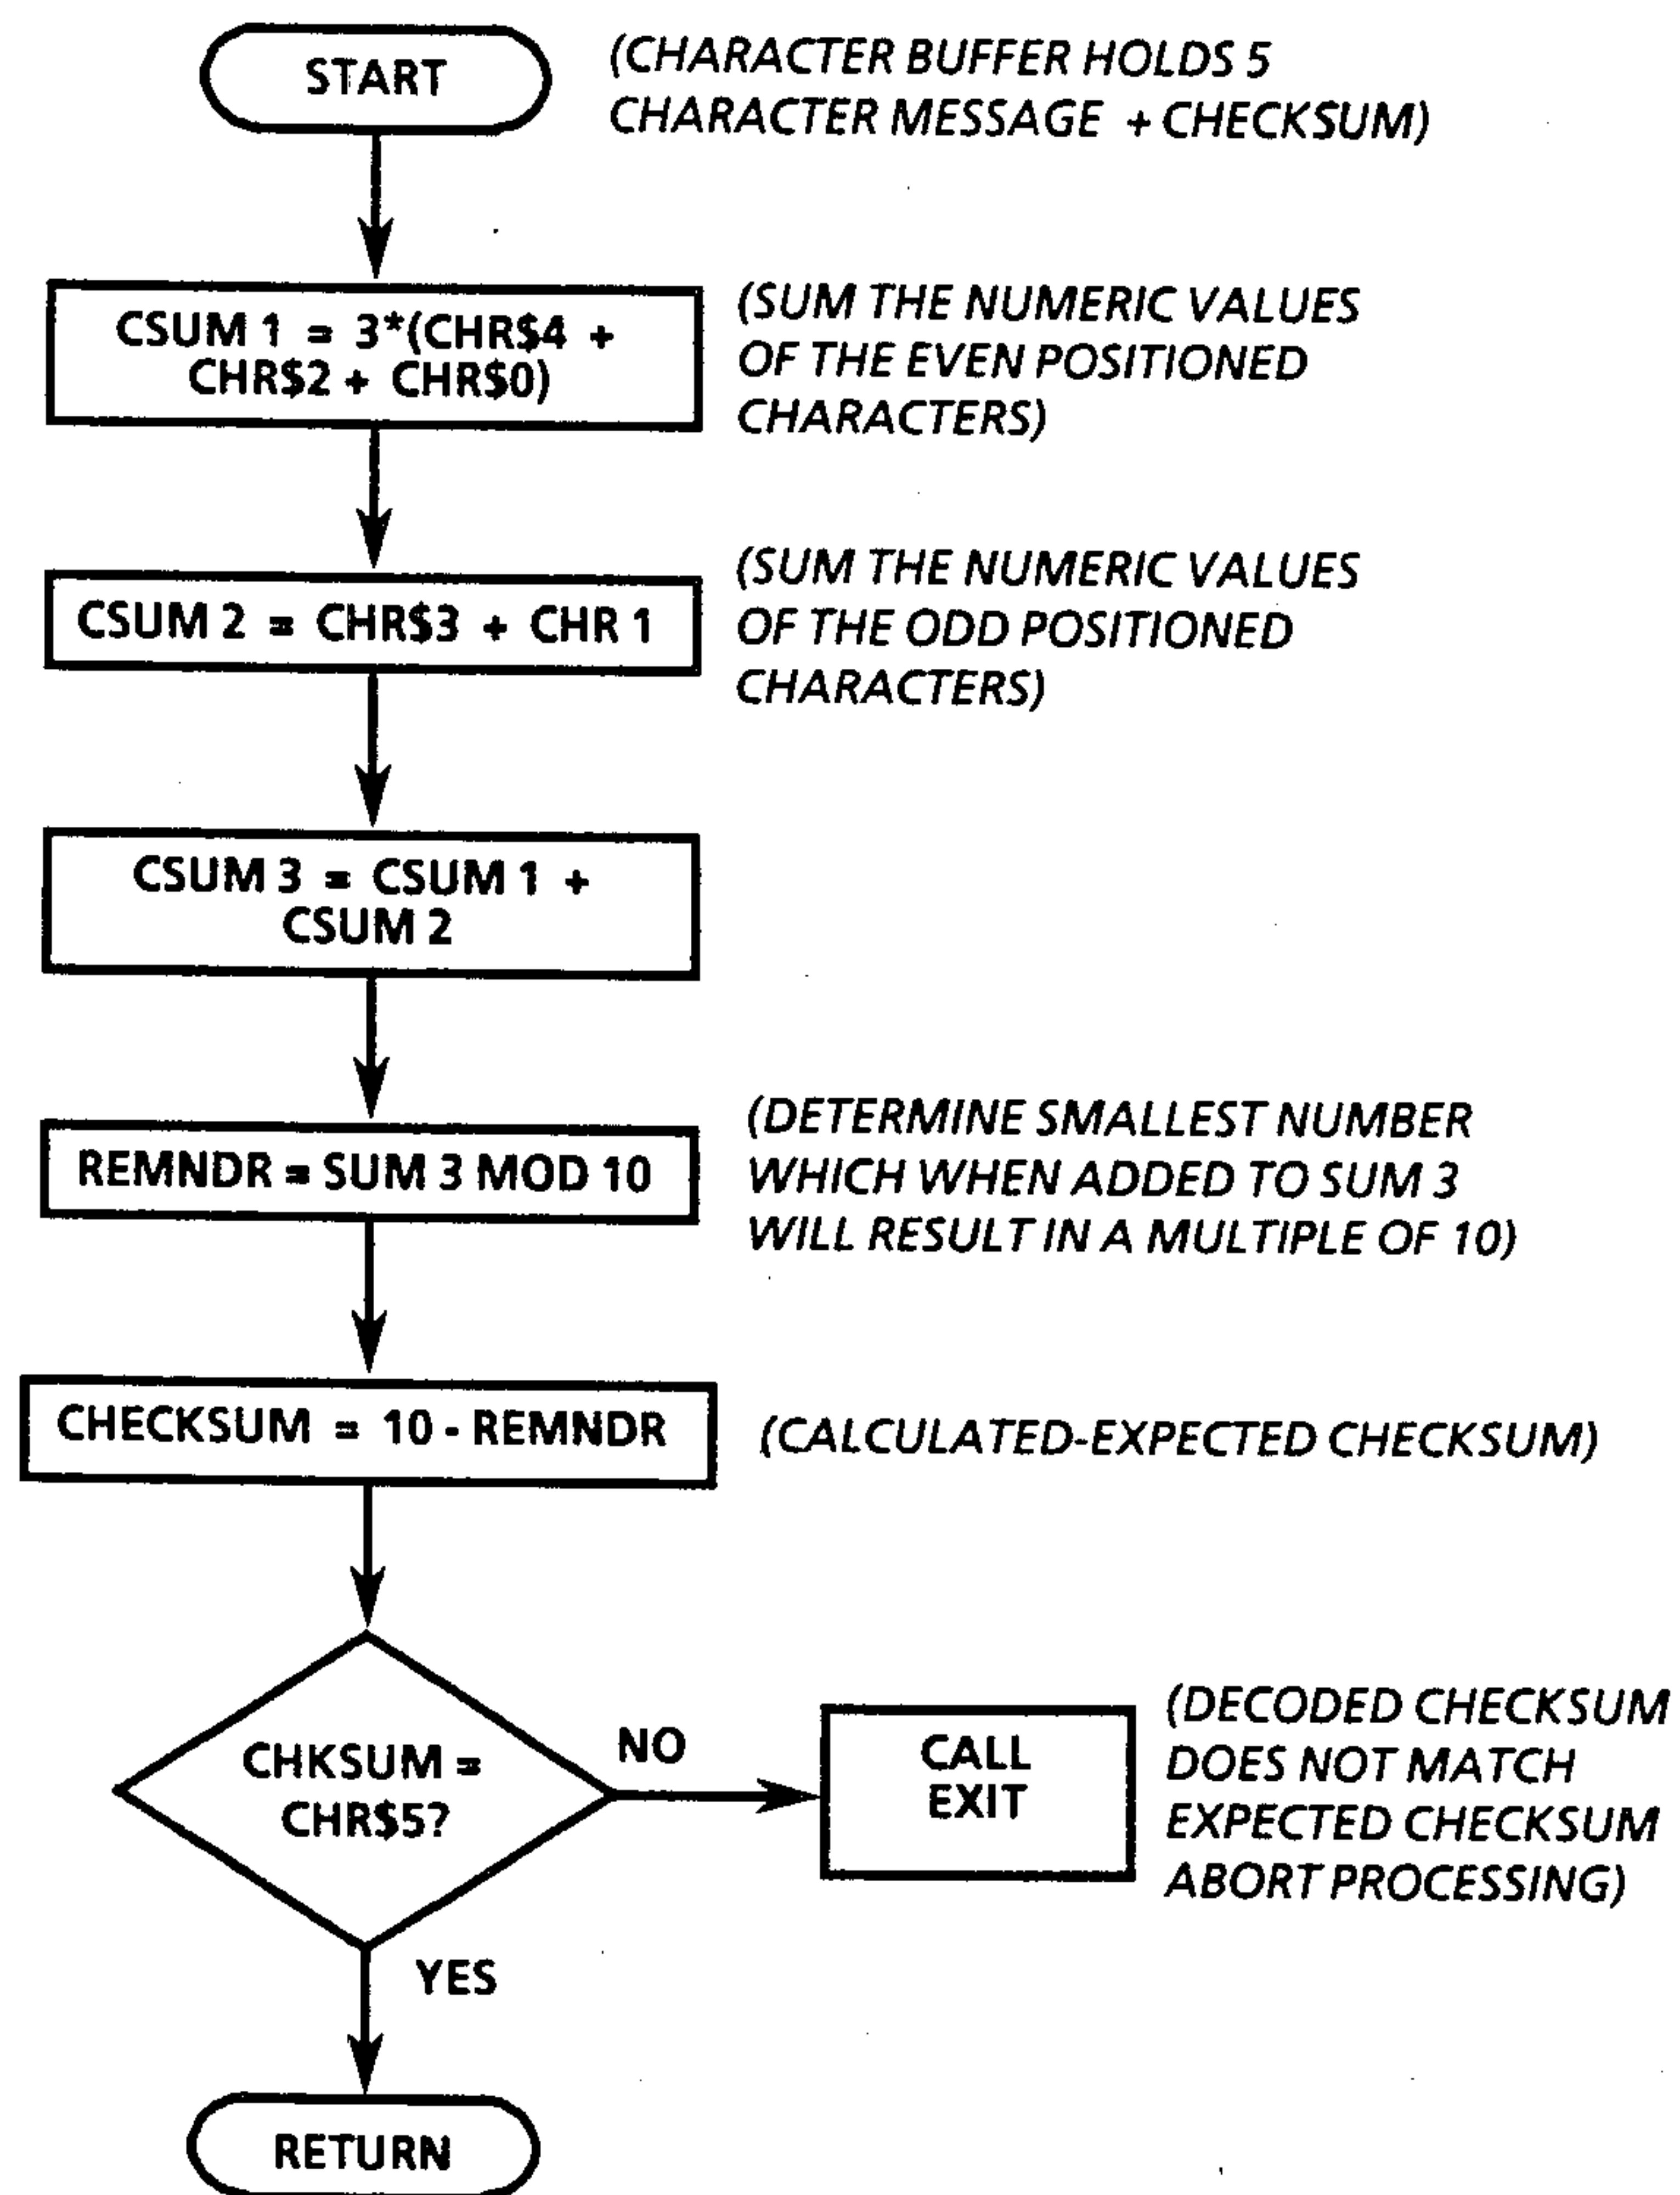 START
(CHARACTER BUFFER HOLDS 5
CHARACTER MESSAGE + CHECKSUM)
CSUM 1 = 3*(CHR$4 +
CHR$2 + CHR$0)
(SUM THE NUMERIC VALUES
OF THE EVEN POSITIONED
CHARACTERS)
CSUM 2 = CHR$3 + CHR 1
(SUM THE NUMERIC VALUES
OF THE ODD POSITIONED
CHARACTERS)
CSUM 3 = CSUM 1 +
CSUM 2
REMNDR = SUM 3 MOD 10
(DETERMINE SMALLEST NUMBER
WHICH WHEN ADDED TO SUM 3
WILL RESULT IN A MULTIPLE OF 10)
CHECKSUM = 10 - REMNDR
(CALCULATED-EXPECTED CHECKSUM)
CHKSUM =
CHR$5?
NO
CALL
EXIT
(DECODED CHECKSUM
DOES NOT MATCH
EXPECTED CHECKSUM
ABORT PROCESSING)
YES
RETURN